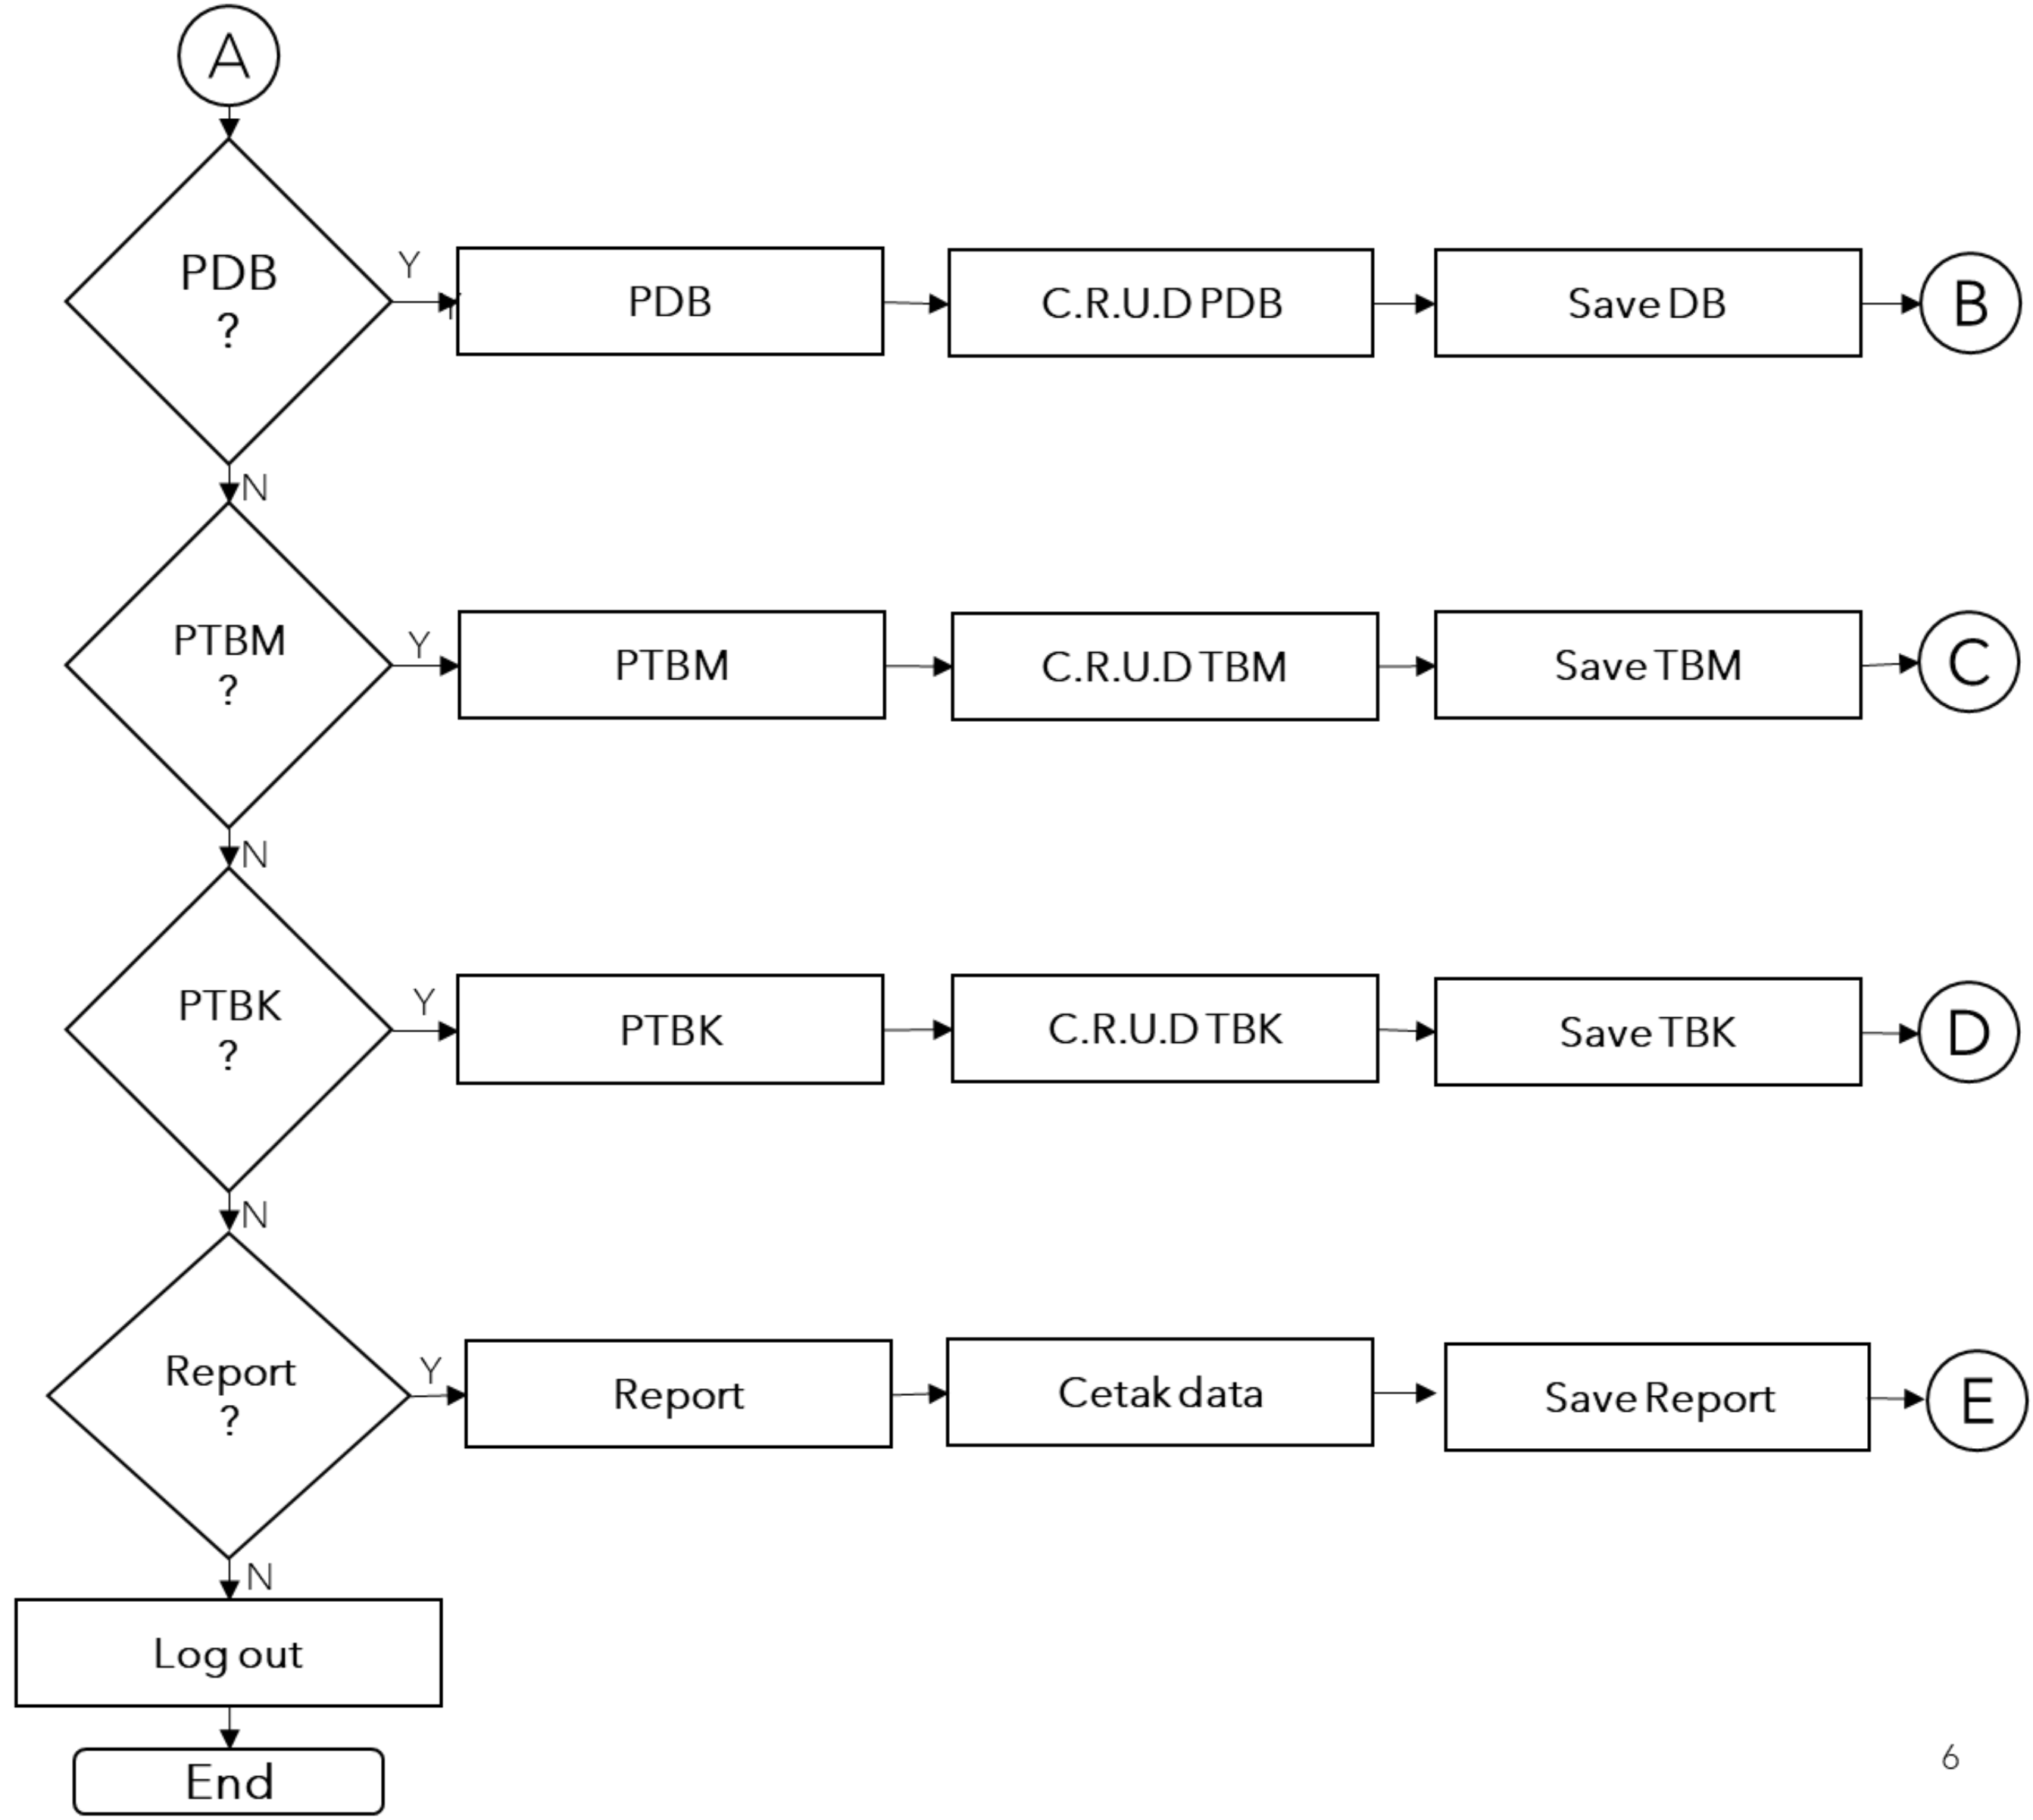 A
PDB
?
Y
Y
PDB
C.R.U.D PDB
Save DB
B
N
PTBM
?
Y
PTBM
C.R.U.D TBM
Save TBM
C
N
PTBK
?
Y
PTBK
C.R.U.D TBK
Save TBK
D
N
Report
?
Y
Report
Cetak data
Save Report
E
N
Log out
End
6